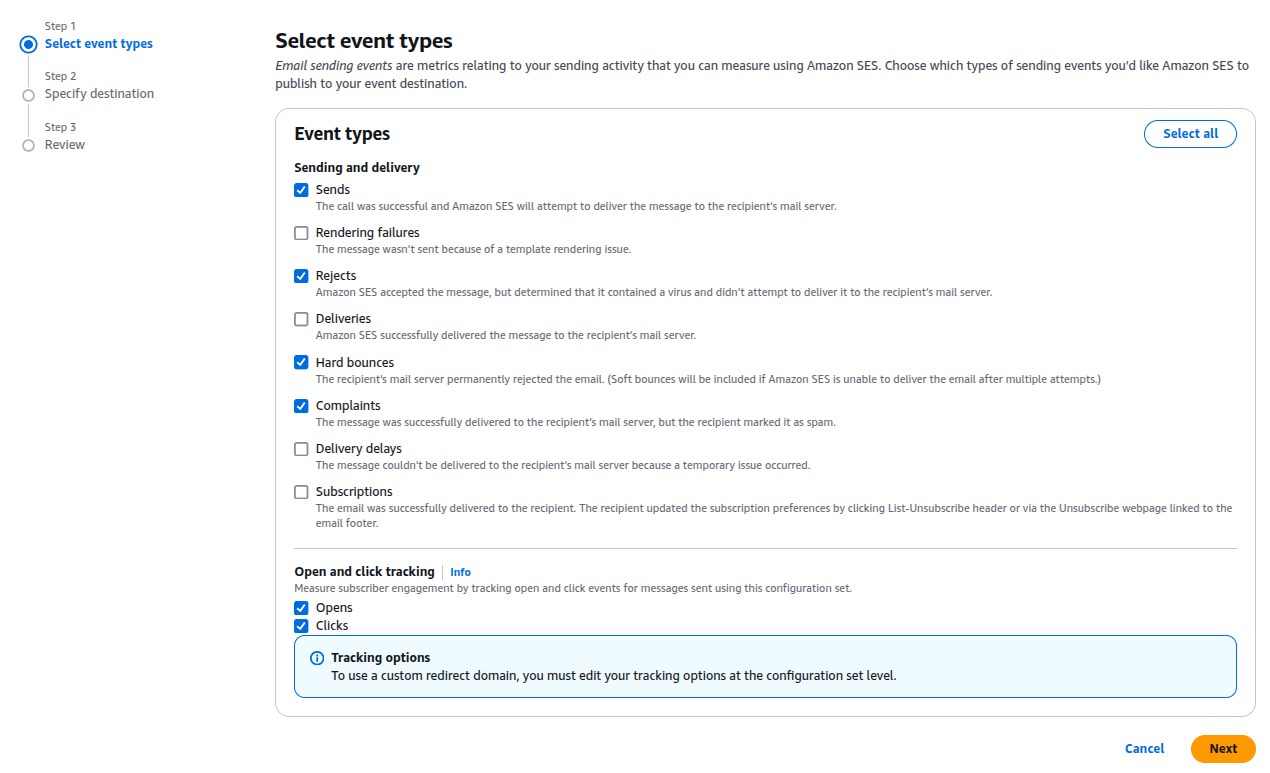 Step 1
Select event types
Step 2
Specify destination
Step 3
Review
Select event types
Email sending events are metrics relating to your sending activity that you can measure using Amazon SES. Choose which types of sending events you'd like Amazon SES to
publish to your event destination.
Event types
Select all
Sending and delivery
Sends
The call was successful and Amazon SES will attempt to deliver the message to the recipient's mail server.
Rendering failures
The message wasn't sent because of a template rendering issue.
Rejects
Amazon SES accepted the message, but determined that it contained a virus and didn't attempt to deliver it to the recipient's mail server.
Deliveries
Amazon SES successfully delivered the message to the recipient's mail server.
Hard bounces
The recipient's mail server permanently rejected the email. (Soft bounces will be included if Amazon SES is unable to deliver the email after multiple attempts.)
Complaints
The message was successfully delivered to the recipient's mail server, but the recipient marked it as spam.
Delivery delays
The message couldn't be delivered to the recipient's mail server because a temporary issue occurred.
Subscriptions
The email was successfully delivered to the recipient. The recipient updated the subscription preferences by clicking List-Unsubscribe header or via the Unsubscribe webpage linked to the
email footer.
Open and click tracking Info
Measure subscriber engagement by tracking open and click events for messages sent using this configuration set.
Opens
Clicks
Tracking options
To use a custom redirect domain, you must edit your tracking options at the configuration set level.
Cancel Next